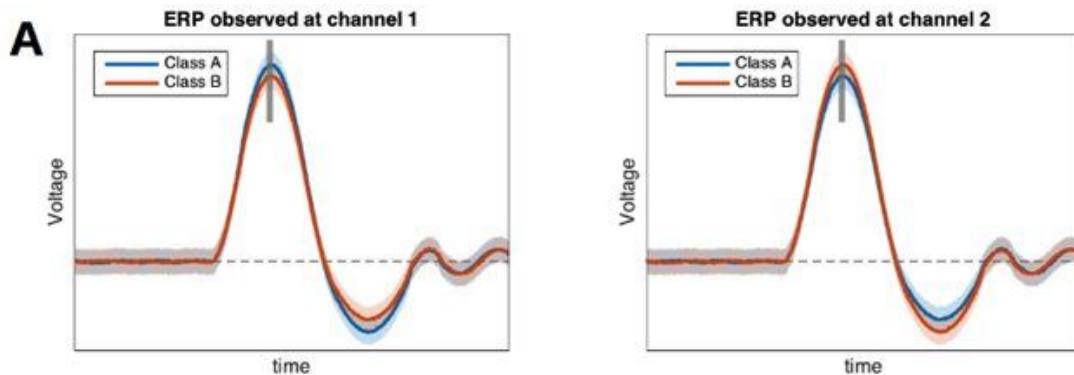 A
ERP observed at channel 1
Class A
Class B
Voltage
time
ERP observed at channel 2
Class A
Class B
Voltage
time